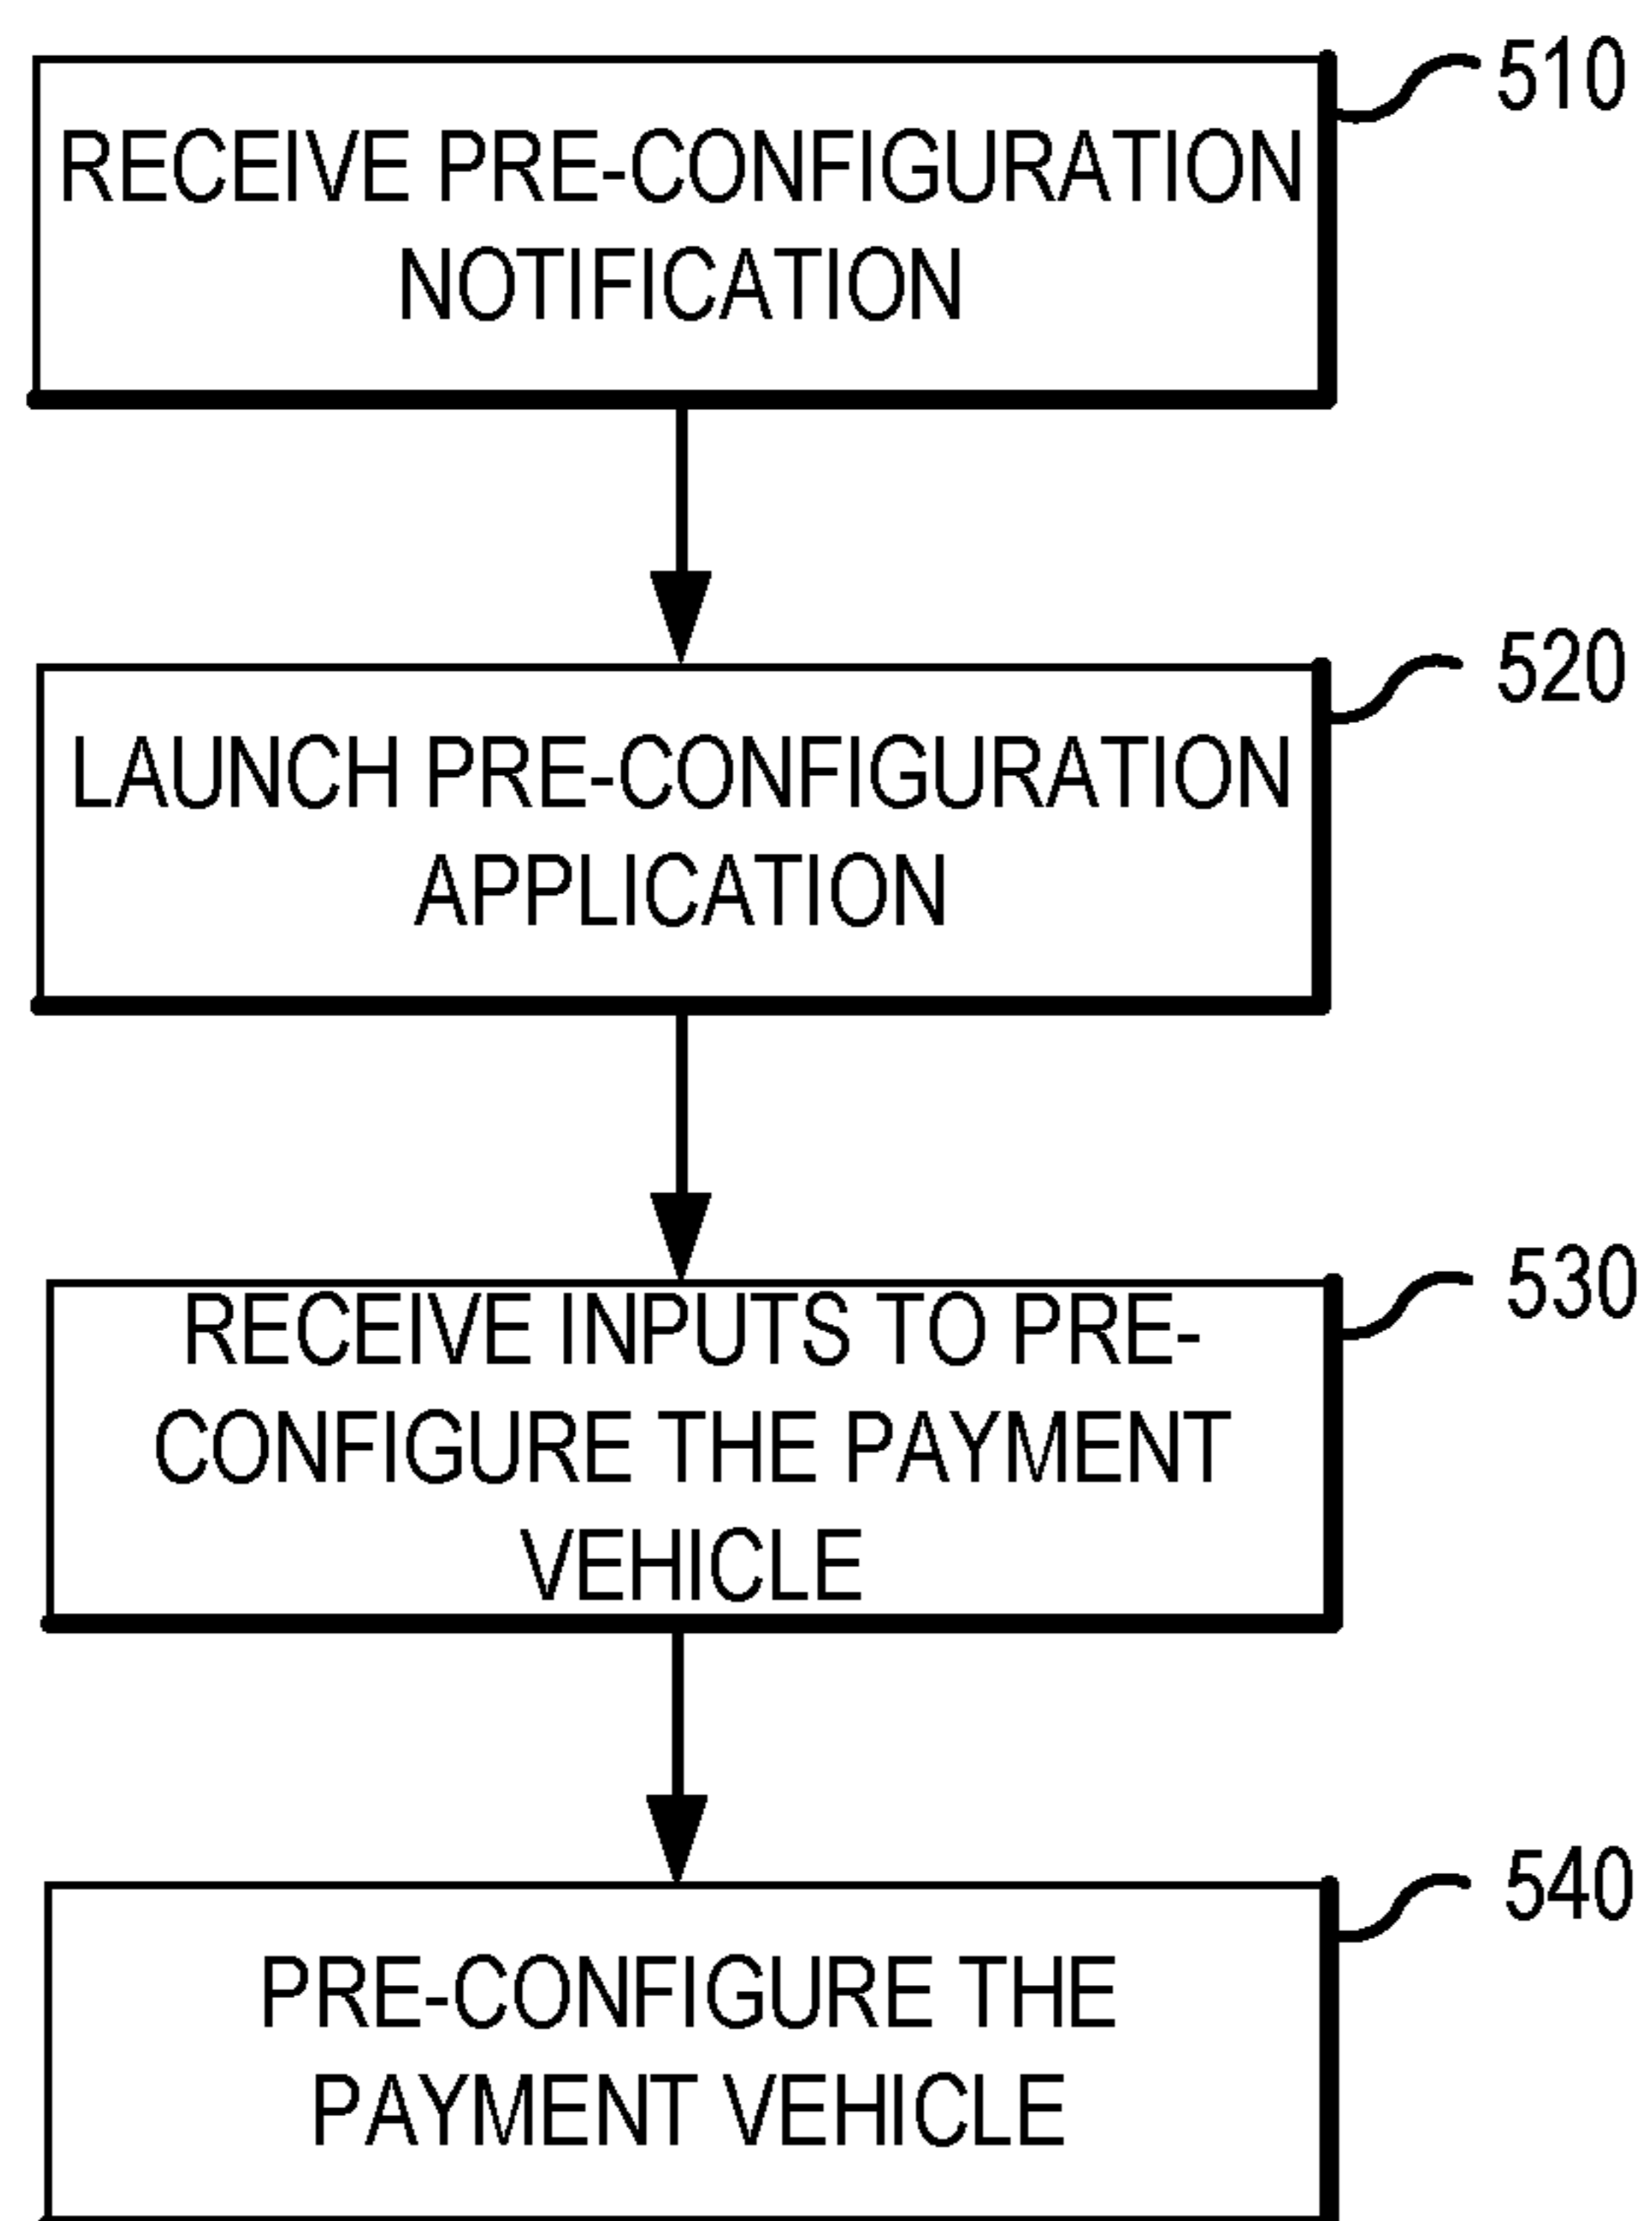 510
RECEIVE PRE-CONFIGURATION
NOTIFICATION
520
LAUNCH PRE-CONFIGURATION
APPLICATION
530
RECEIVE INPUTS TO PRE-
CONFIGURE THE PAYMENT
VEHICLE
540
PRE-CONFIGURE THE
PAYMENT VEHICLE